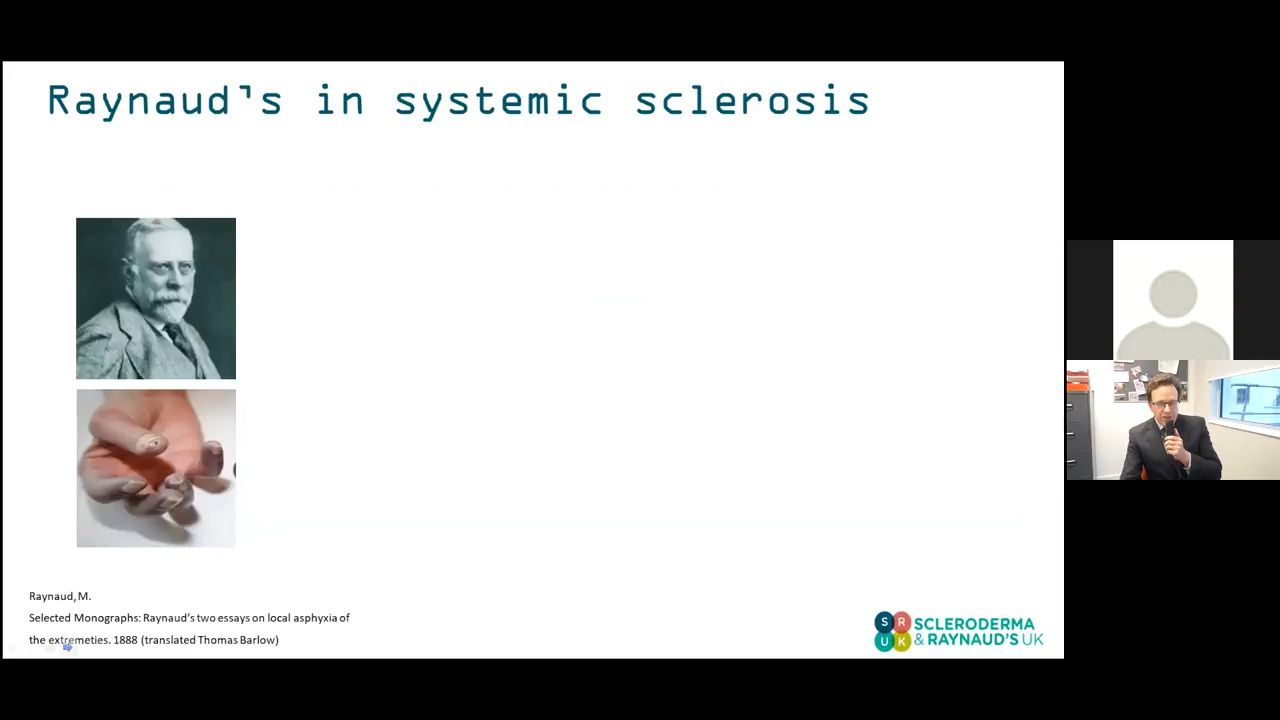 Raynaud's in systemic sclerosis
Raynaud, M.
Selected Monographs: Raynaud's two essays on local asphyxia of
the extremeties. 1888 (translated Thomas Barlow)
S R
U K
SCLERODERMA
& RAYNAUD'S UK